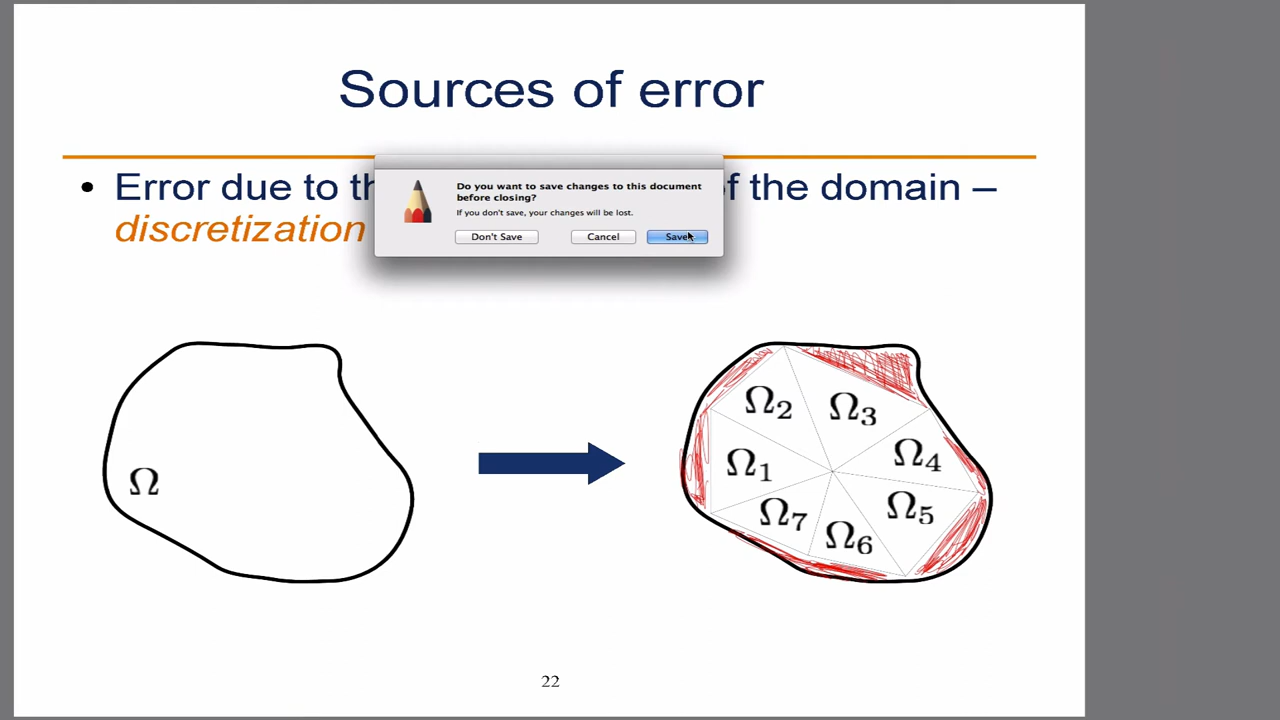 Sources of error
• Error due to th
f the domain –
discretization
Do you want to save changes to this document
before closing?
If you don't save, your changes will be lost.
Don't Save
Cancel
Save
Ω
Ω₂
Ω₃
Ω₁
Ω₄
Ω₇
Ω₅
Ω₆
22